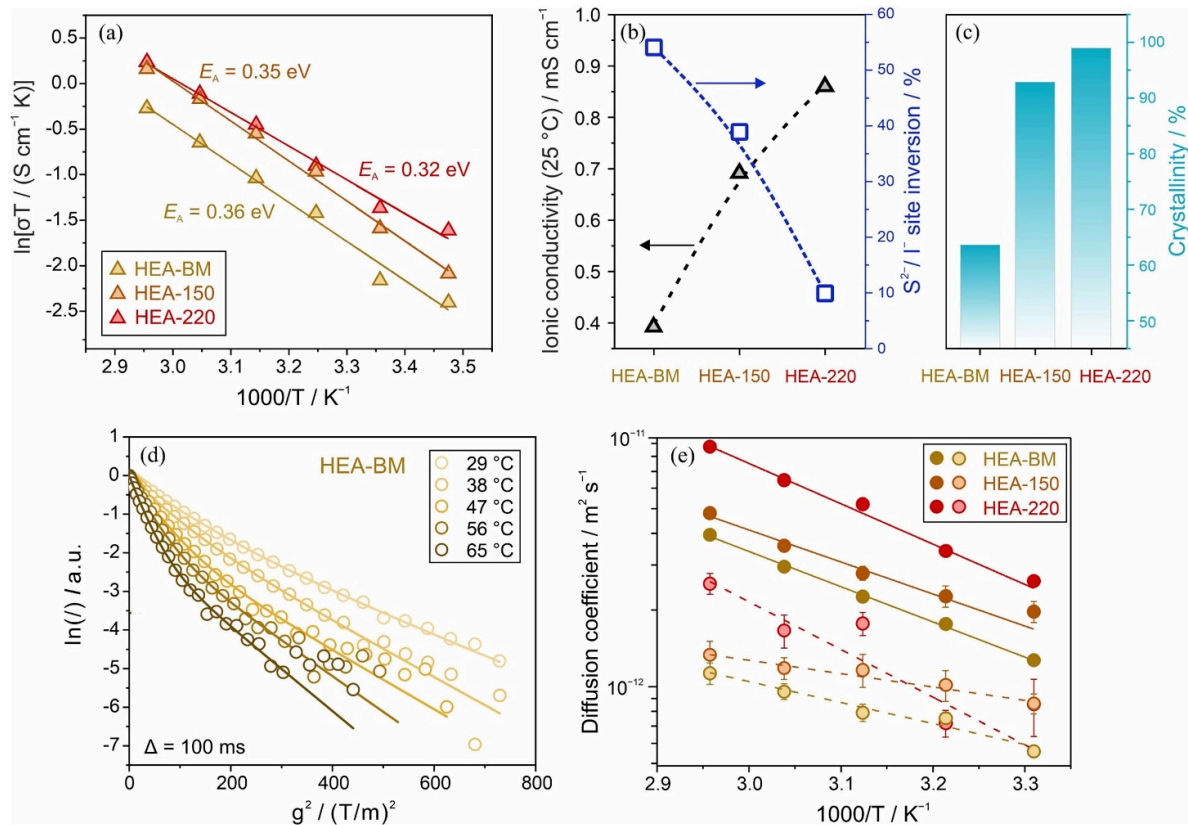 (a)
0.5
0.0
-0.5
-1.0
-1.5
-2.0
-2.5
ln[σT / (S cm⁻¹ K)]
E_A = 0.35 eV
E_A = 0.32 eV
E_A = 0.36 eV
HEA-BM
HEA-150
HEA-220
2.9 3.0 3.1 3.2 3.3 3.4 3.5
1000/T / K⁻¹
(b)
1.0
0.9
0.8
0.7
0.6
0.5
0.4
Ionic conductivity (25 °C) / mS cm⁻¹
60
50
40
30
20
10
0
S²⁻/ I⁻ site inversion / %
HEA-BM HEA-150 HEA-220
(c)
100
90
80
70
60
50
Crystallinity / %
HEA-BM HEA-150 HEA-220
(d)
HEA-BM
1
0
-1
-2
-3
-4
-5
-6
-7
ln(I) / a.u.
29 °C
38 °C
47 °C
56 °C
65 °C
Δ = 100 ms
0 200 400 600 800
g² / (T/m)²
(e)
10⁻¹¹
10⁻¹²
Diffusion coefficient / m² s⁻¹
HEA-BM
HEA-150
HEA-220
2.9 3.0 3.1 3.2 3.3
1000/T / K⁻¹